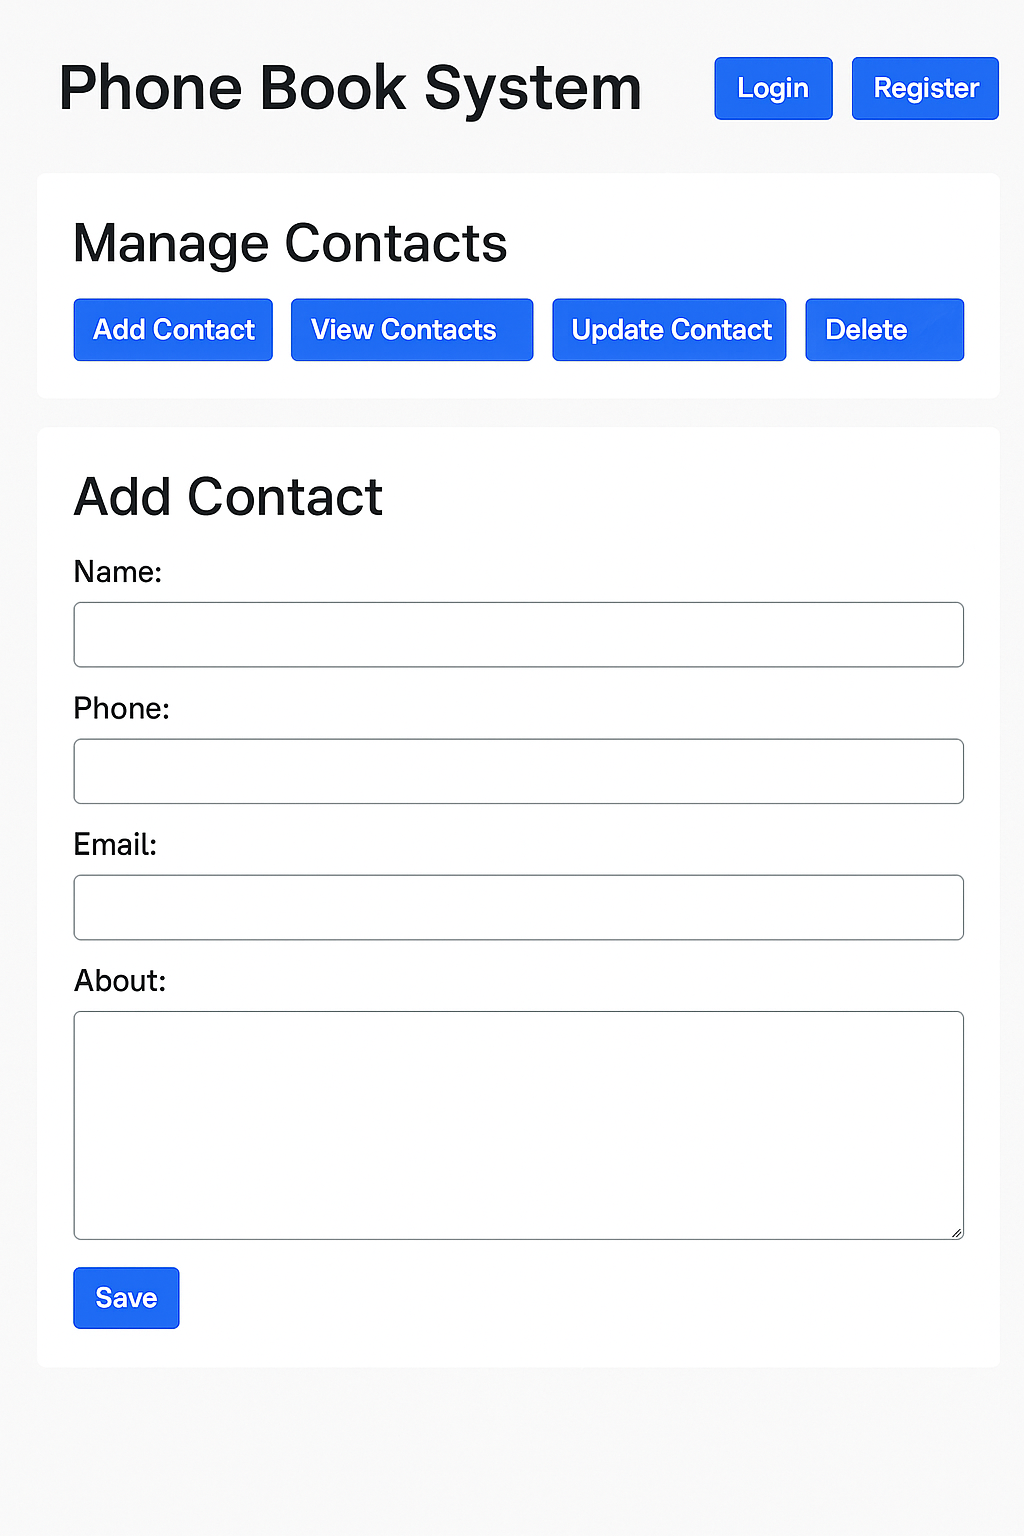 Phone Book System
Login Register
Manage Contacts
Add Contact View Contacts Update Contact Delete
Add Contact
Name:
Phone:
Email:
About:
Save